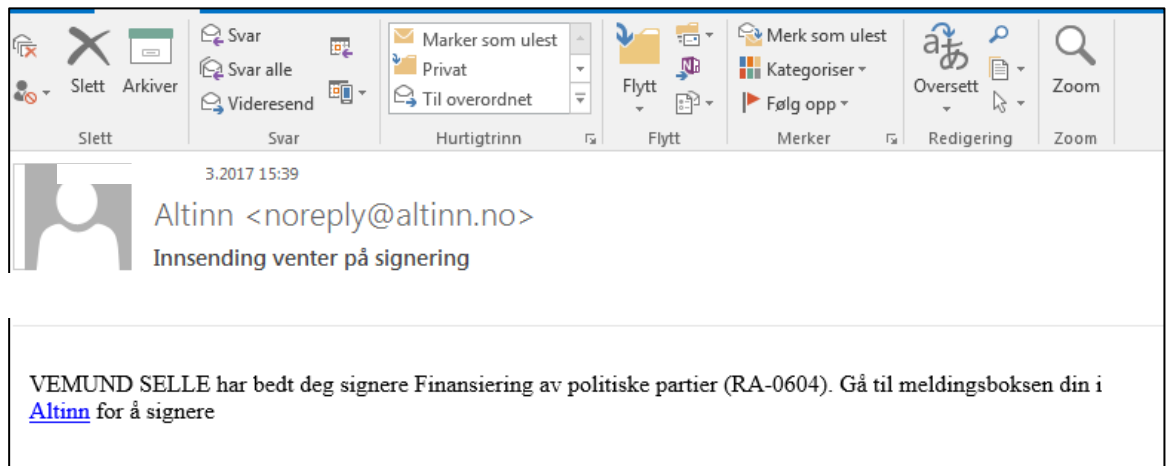 Slett
Arkiver
Slett
Svar
Svar alle
Videresend
Svar
Marker som ulest
Privat
Til overordnet
Hurtigtrinn
Flytt
Flytt
Merk som ulest
Kategoriser
Følg opp
Merker
Oversett
Redigering
Zoom
Zoom
3.2017 15:39
Altinn <noreply@altinn.no>
Innsending venter på signering
VEMUND SELLE har bedt deg signere Finansiering av politiske partier (RA-0604). Gå til meldingsboksen din i
Altinn for å signere